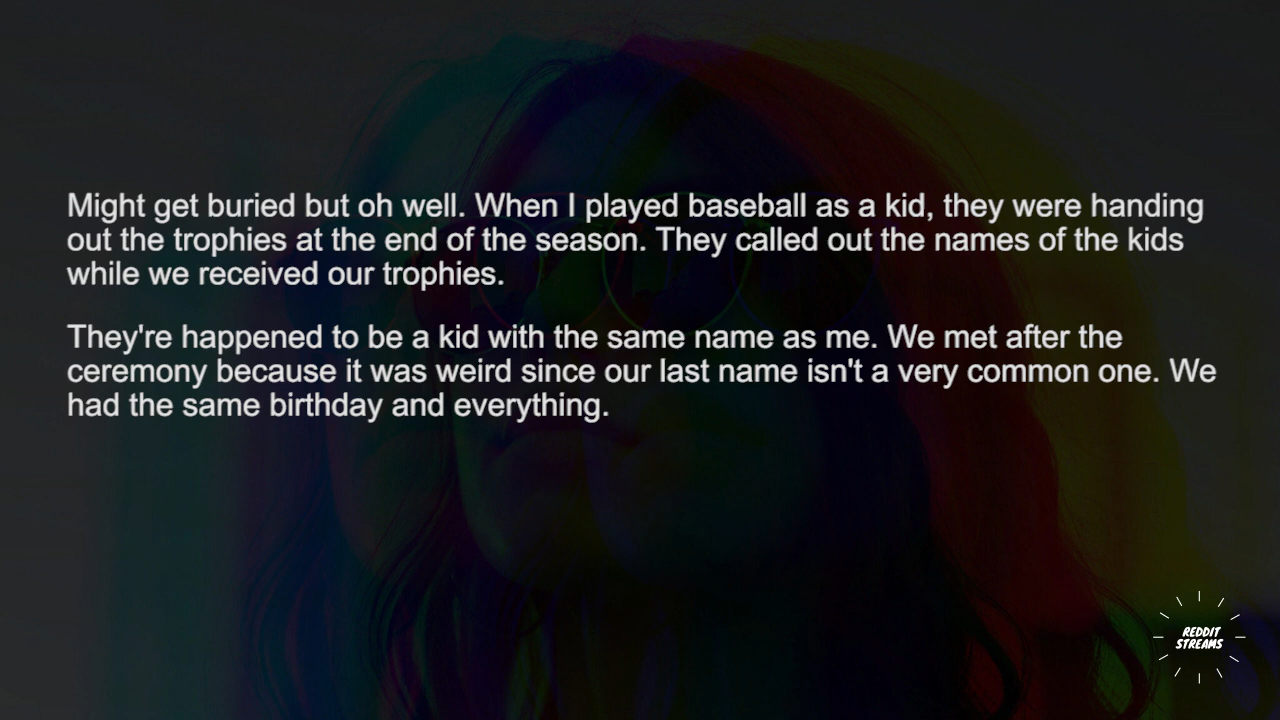 Might get buried but oh well. When I played baseball as a kid, they were handing
out the trophies at the end of the season. They called out the names of the kids
while we received our trophies.
They're happened to be a kid with the same name as me. We met after the
ceremony because it was weird since our last name isn't a very common one. We
had the same birthday and everything.
REDDIT
STREAMS